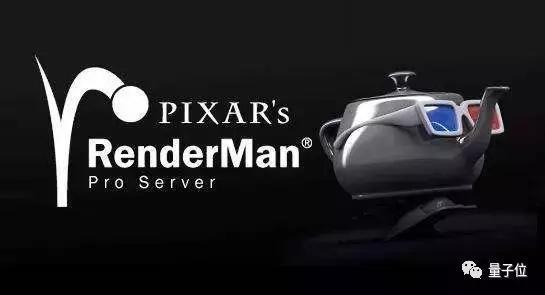 PIXAR's
RenderMan®
Pro Server
量子位